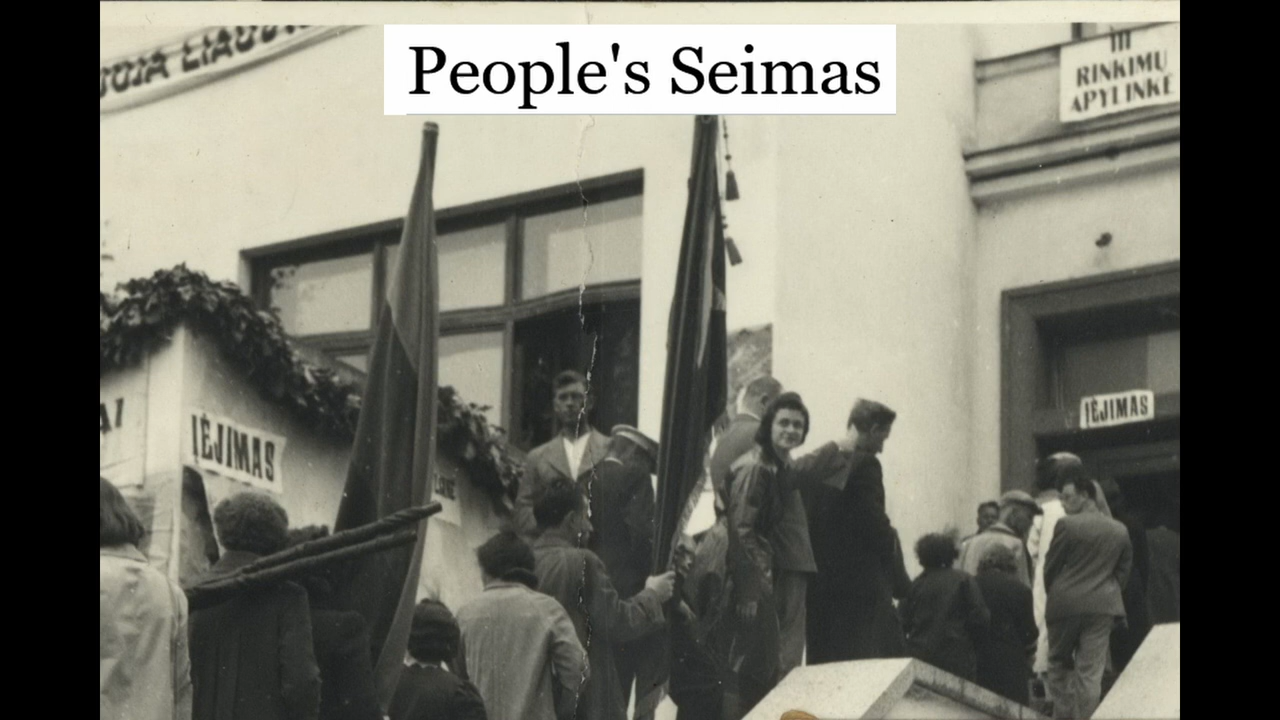 People's Seimas
III
RINKIMŲ
APYLINKĖ
ĮĖJIMAS
ĮĖJIMAS